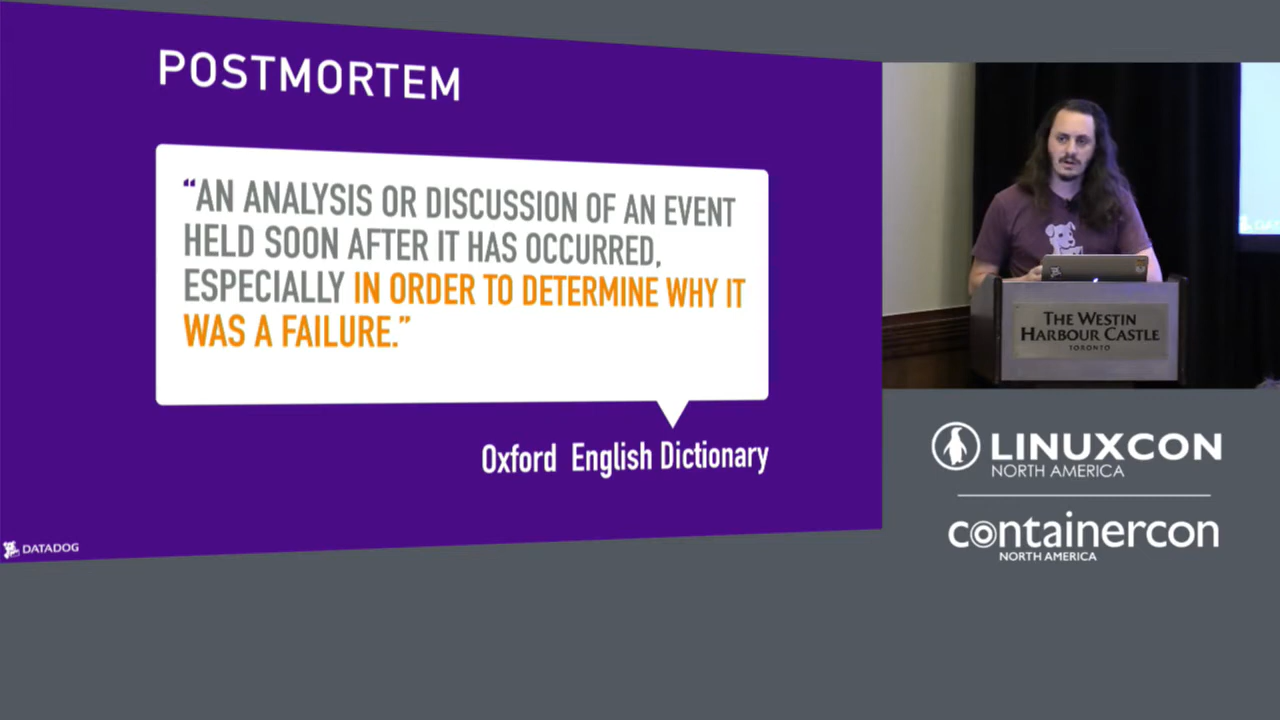 POSTMORTEM
“AN ANALYSIS OR DISCUSSION OF AN EVENT
HELD SOON AFTER IT HAS OCCURRED,
ESPECIALLY IN ORDER TO DETERMINE WHY IT
WAS A FAILURE.”
Oxford English Dictionary
DATADOG
THE WESTIN
HARBOUR CASTLE
TORONTO
LINUXCON
NORTH AMERICA
containercon
NORTH AMERICA